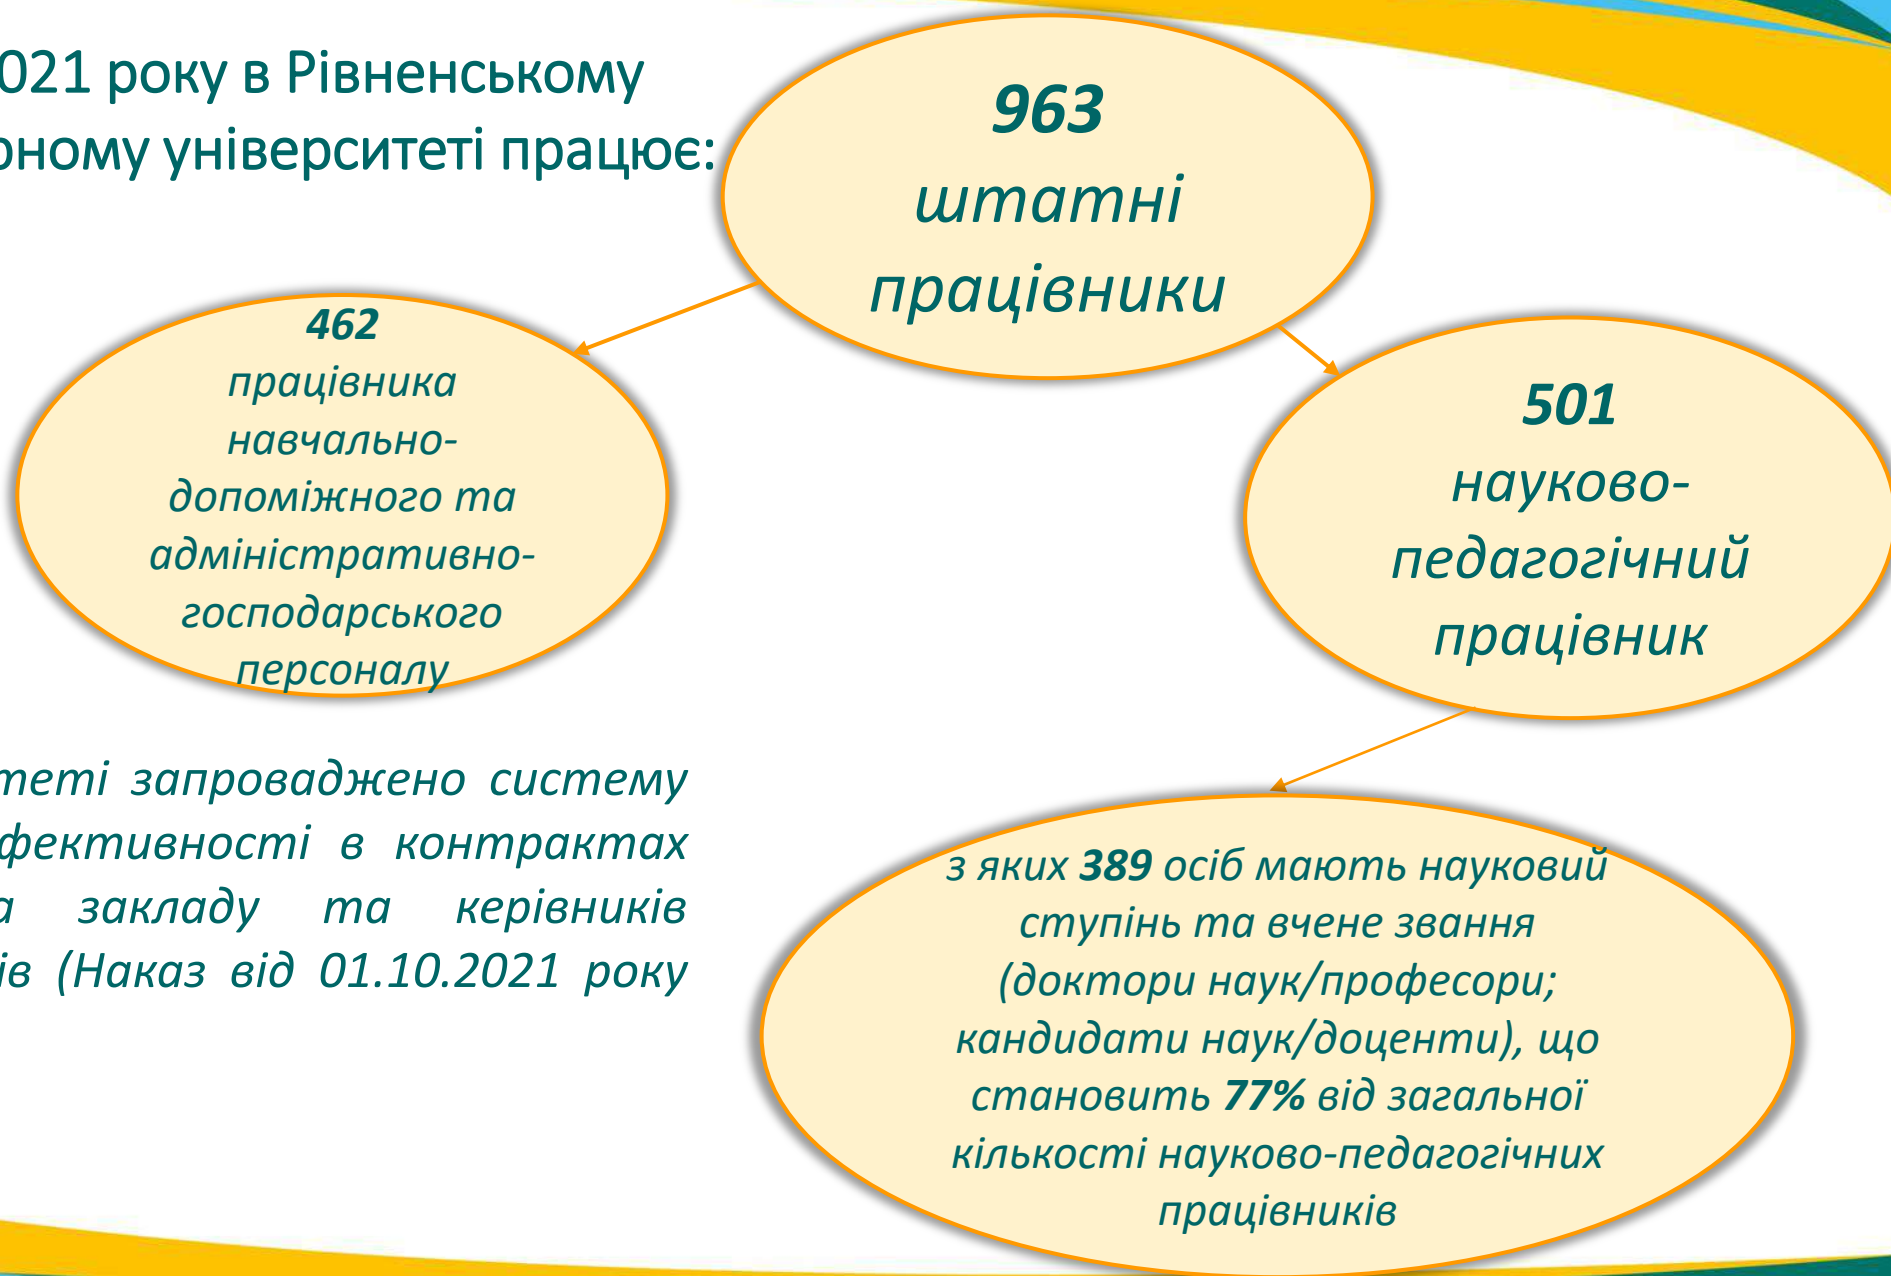 021 року в Рівненському
рному університеті працює:
963
штатні
працівники
462
працівника
навчально-
допоміжного та
адміністративно-
господарського
персоналу
501
науково-
педагогічний
працівник
теті запроваджено систему
фективності в контрактах
а закладу та керівників
ів (Наказ від 01.10.2021 року
з яких 389 осіб мають науковий
ступінь та вчене звання
(доктори наук/професори;
кандидати наук/доценти), що
становить 77% від загальної
кількості науково-педагогічних
працівників